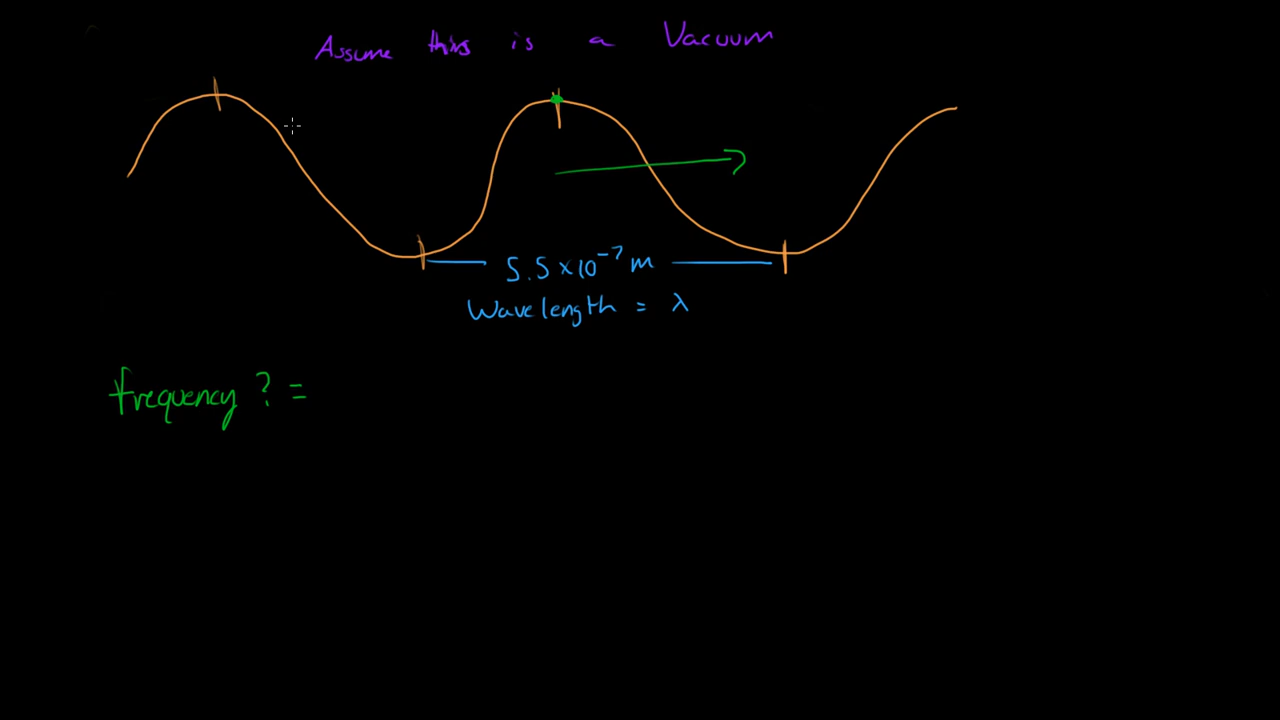 Assume this is a Vacuum
5.5 × 10⁻⁷ m
Wavelength = λ
frequency ? =